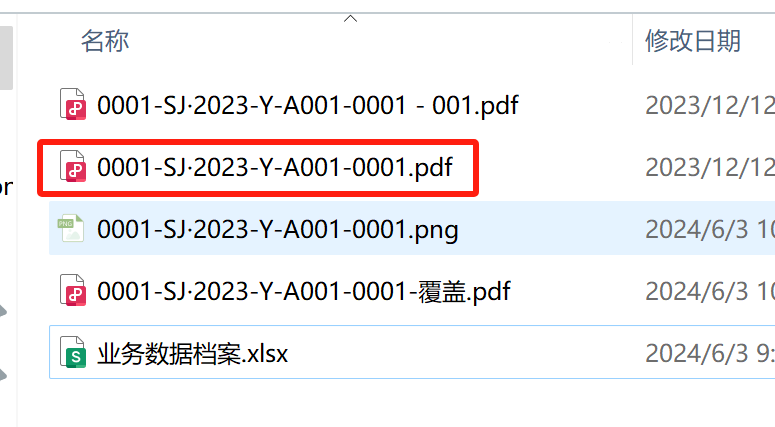 名称 修改日期
0001-SJ·2023-Y-A001-0001 - 001.pdf 2023/12/12
0001-SJ·2023-Y-A001-0001.pdf 2023/12/12
PNG 0001-SJ·2023-Y-A001-0001.png 2024/6/3 10
0001-SJ·2023-Y-A001-0001-覆盖.pdf 2024/6/3 10
S 业务数据档案.xlsx 2024/6/3 9: